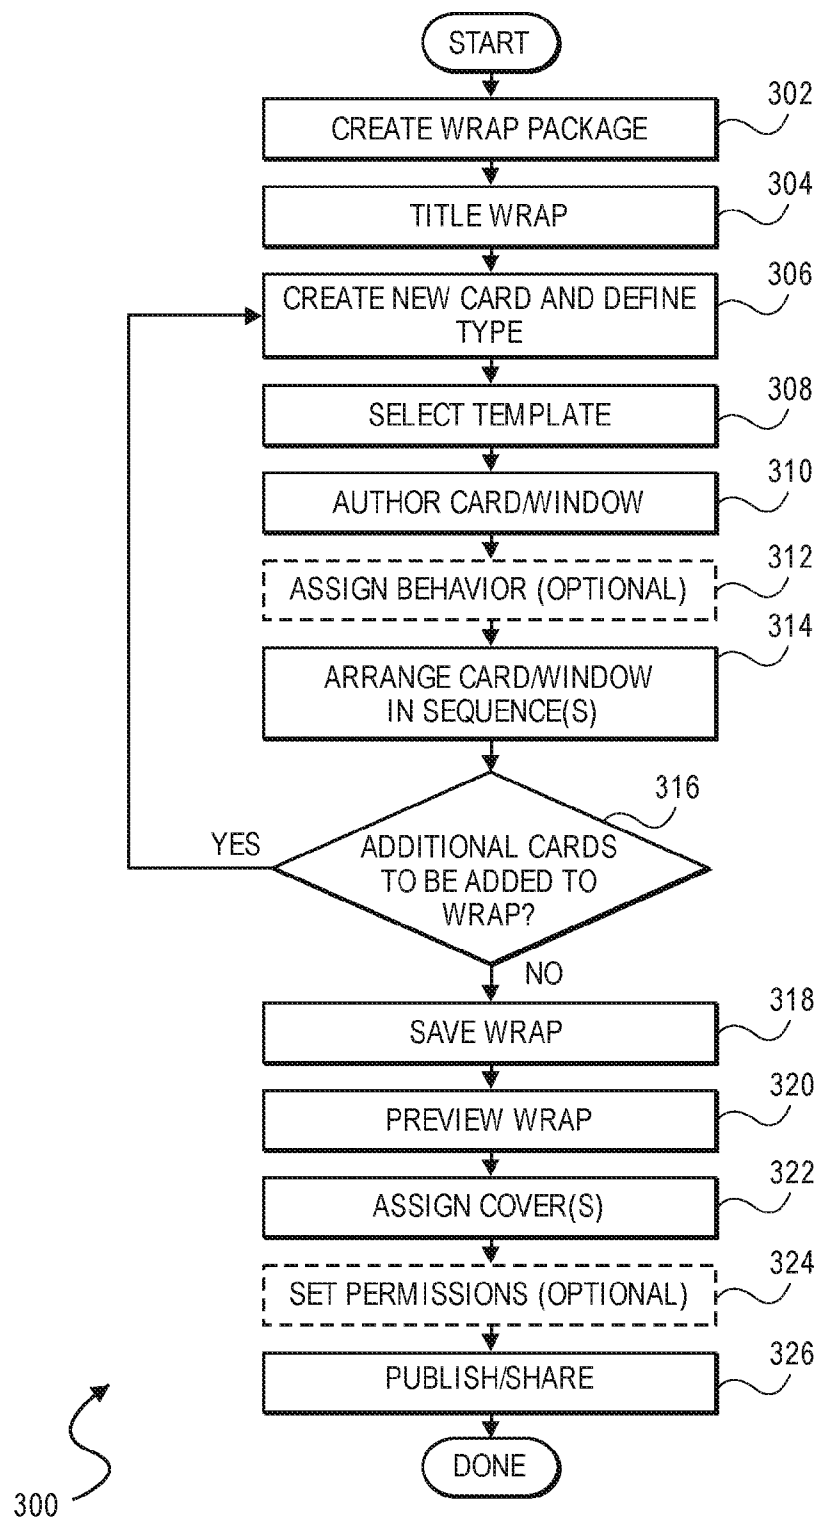 START
302
CREATE WRAP PACKAGE
304
TITLE WRAP
306
CREATE NEW CARD AND DEFINE
TYPE
308
SELECT TEMPLATE
310
AUTHOR CARD/WINDOW
312
ASSIGN BEHAVIOR (OPTIONAL)
314
ARRANGE CARD/WINDOW
IN SEQUENCE(S)
316
YES
ADDITIONAL CARDS
TO BE ADDED TO
WRAP?
NO
318
SAVE WRAP
320
PREVIEW WRAP
322
ASSIGN COVER(S)
324
SET PERMISSIONS (OPTIONAL)
326
PUBLISH/SHARE
DONE
300